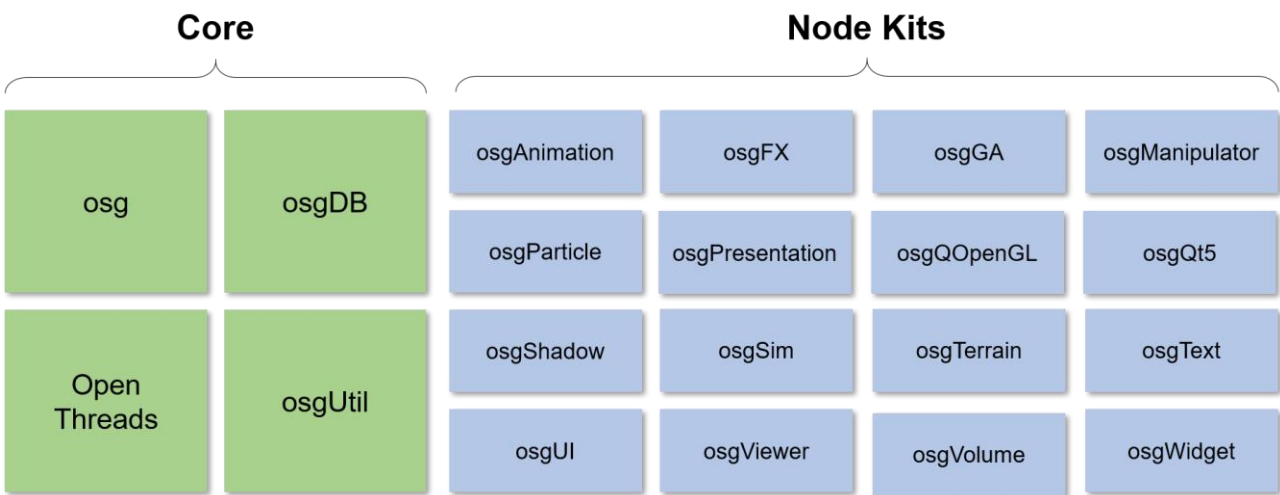 Core
Node Kits
osg
osgDB
Open
Threads
osgUtil
osgAnimation
osgFX
osgGA
osgManipulator
osgParticle
osgPresentation
osgQOpenGL
osgQt5
osgShadow
osgSim
osgTerrain
osgText
osgUI
osgViewer
osgVolume
osgWidget